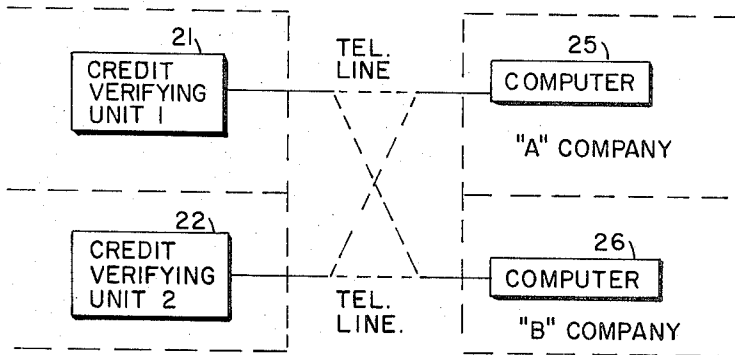 21
CREDIT
VERIFYING
UNIT 1
TEL.
LINE
25
COMPUTER
"A" COMPANY
22
CREDIT
VERIFYING
UNIT 2
TEL.
LINE.
26
COMPUTER
"B" COMPANY